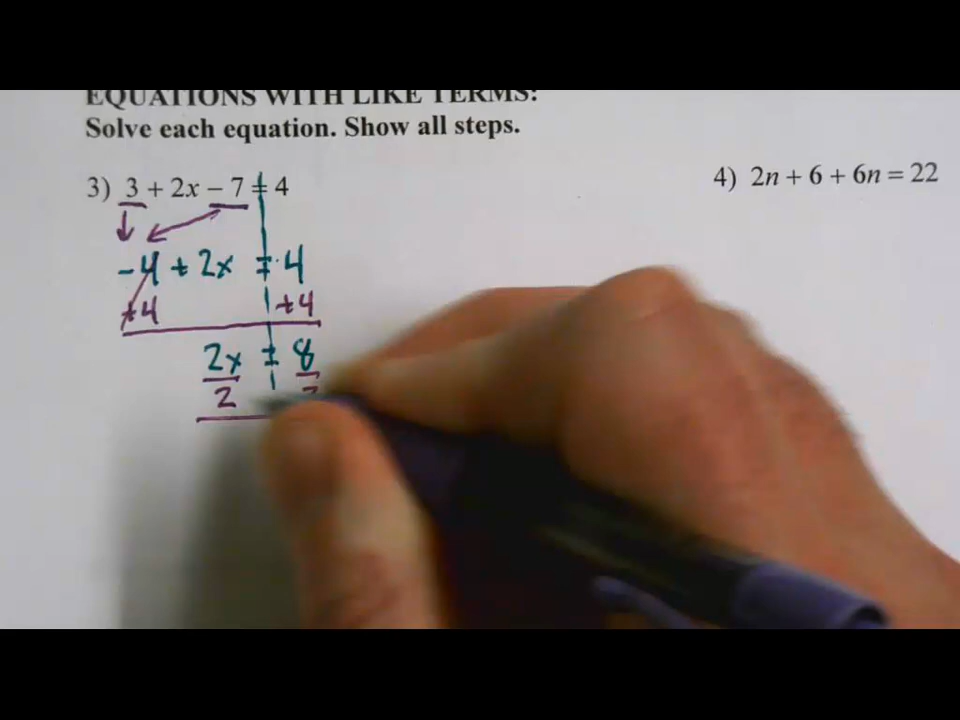 EQUATIONS WITH LIKE TERMS:
Solve each equation. Show all steps.
3) 3 + 2x − 7 = 4
-4 + 2x = 4
+4 +4
2x = 8
2 2
4) 2n + 6 + 6n = 22